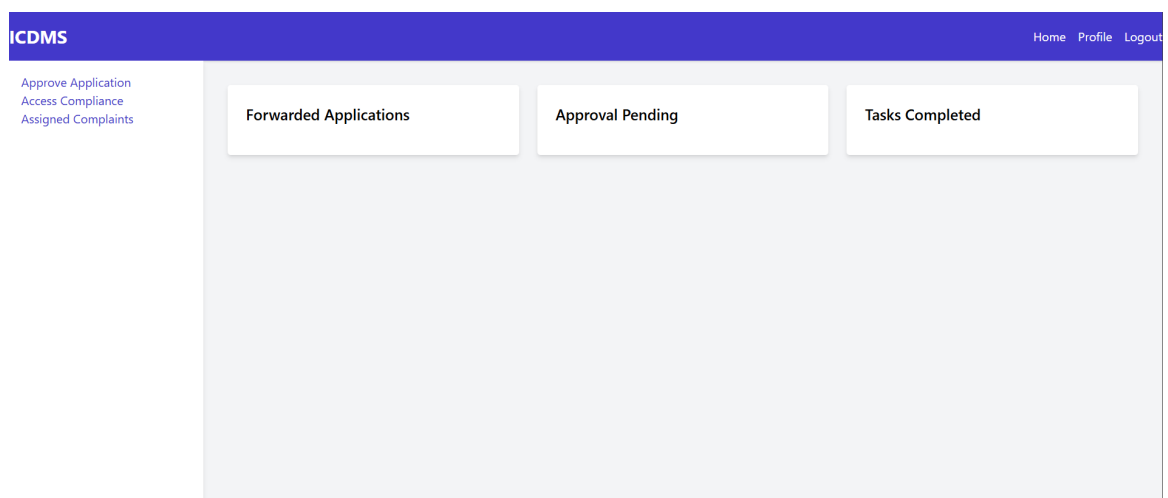 ICDMS
Home Profile Logout
Approve Application
Access Compliance
Assigned Complaints
Forwarded Applications
Approval Pending
Tasks Completed